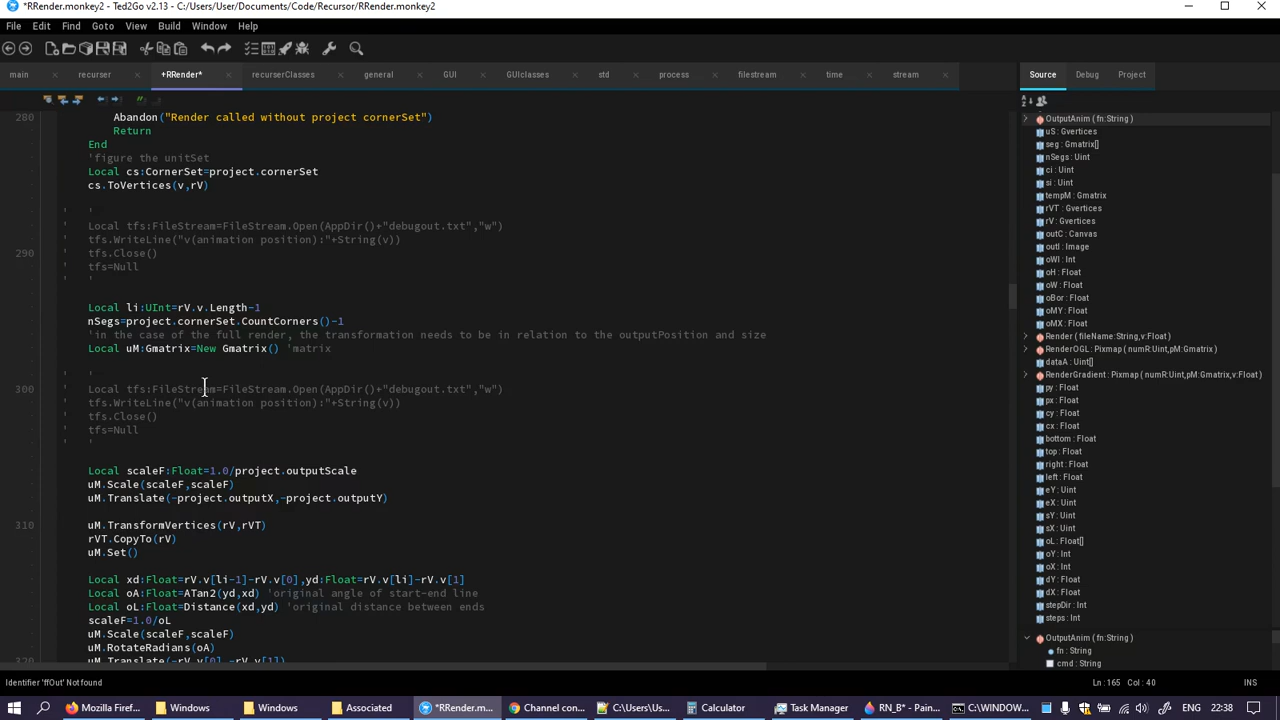 *RRender.monkey2 - Ted2Go v2.13 - C:/Users/User/Documents/Code/Recursor/RRender.monkey2
File Edit Find Goto View Build Window Help
main recurser +RRender* recurserClasses general GUI GUIclasses std process filestream time stream
Source Debug Project
280 Abandon("Render called without project cornerSet")
Return
End
'figure the unitSet
Local cs:CornerSet=project.cornerSet
cs.ToVertices(v,rV)
' '
' Local tfs:FileStream=FileStream.Open(AppDir()+"debugout.txt","w")
' tfs.WriteLine("v(animation position):"+String(v))
290 ' tfs.Close()
' tfs=Null
' '
Local li:UInt=rV.v.Length-1
nSegs=project.cornerSet.CountCorners()-1
'in the case of the full render, the transformation needs to be in relation to the outputPosition and size
Local uM:Gmatrix=New Gmatrix() 'matrix
' '
300 ' Local tfs:FileStream=FileStream.Open(AppDir()+"debugout.txt","w")
' tfs.WriteLine("v(animation position):"+String(v))
' tfs.Close()
' tfs=Null
' '
Local scaleF:Float=1.0/project.outputScale
uM.Scale(scaleF,scaleF)
uM.Translate(-project.outputX,-project.outputY)
310 uM.TransformVertices(rV,rVT)
rVT.CopyTo(rV)
uM.Set()
Local xd:Float=rV.v[li-1]-rV.v[0],yd:Float=rV.v[li]-rV.v[1]
Local oA:Float=ATan2(yd,xd) 'original angle of start-end line
Local oL:Float=Distance(xd,yd) 'original distance between ends
scaleF=1.0/oL
uM.Scale(scaleF,scaleF)
uM.RotateRadians(oA)
320 uM.Translate(-rV.v[0],-rV.v[1])
OutputAnim ( fn:String )
uS : Gvertices
seg : Gmatrix[]
nSegs : Uint
ci : Uint
si : Uint
tempM : Gmatrix
rVT : Gvertices
rV : Gvertices
outC : Canvas
outI : Image
oWI : Int
oH : Float
oW : Float
oBor : Float
oMY : Float
oMX : Float
Render ( fileName:String,v:Float )
RenderOGL : Pixmap ( numR:Uint,pM:Gmatrix )
dataA : Uint[]
RenderGradient : Pixmap ( numR:Uint,pM:Gmatrix,v:Float )
py : Float
px : Float
cy : Float
cx : Float
bottom : Float
top : Float
right : Float
left : Float
eY : Uint
eX : Uint
sY : Uint
sX : Uint
oL : Float[]
oY : Int
oX : Int
dY : Float
dX : Float
stepDir : Int
steps : Int
OutputAnim ( fn:String )
fn : String
cmd : String
Identifier 'ffOut' Not found
Ln : 165 Col : 40 INS
Mozilla Firefox Windows Windows Associated *RRender.m... Channel con... C:\Users\Us... Calculator Task Manager RN_B* - Pain... C:\WINDOW... ENG 22:38